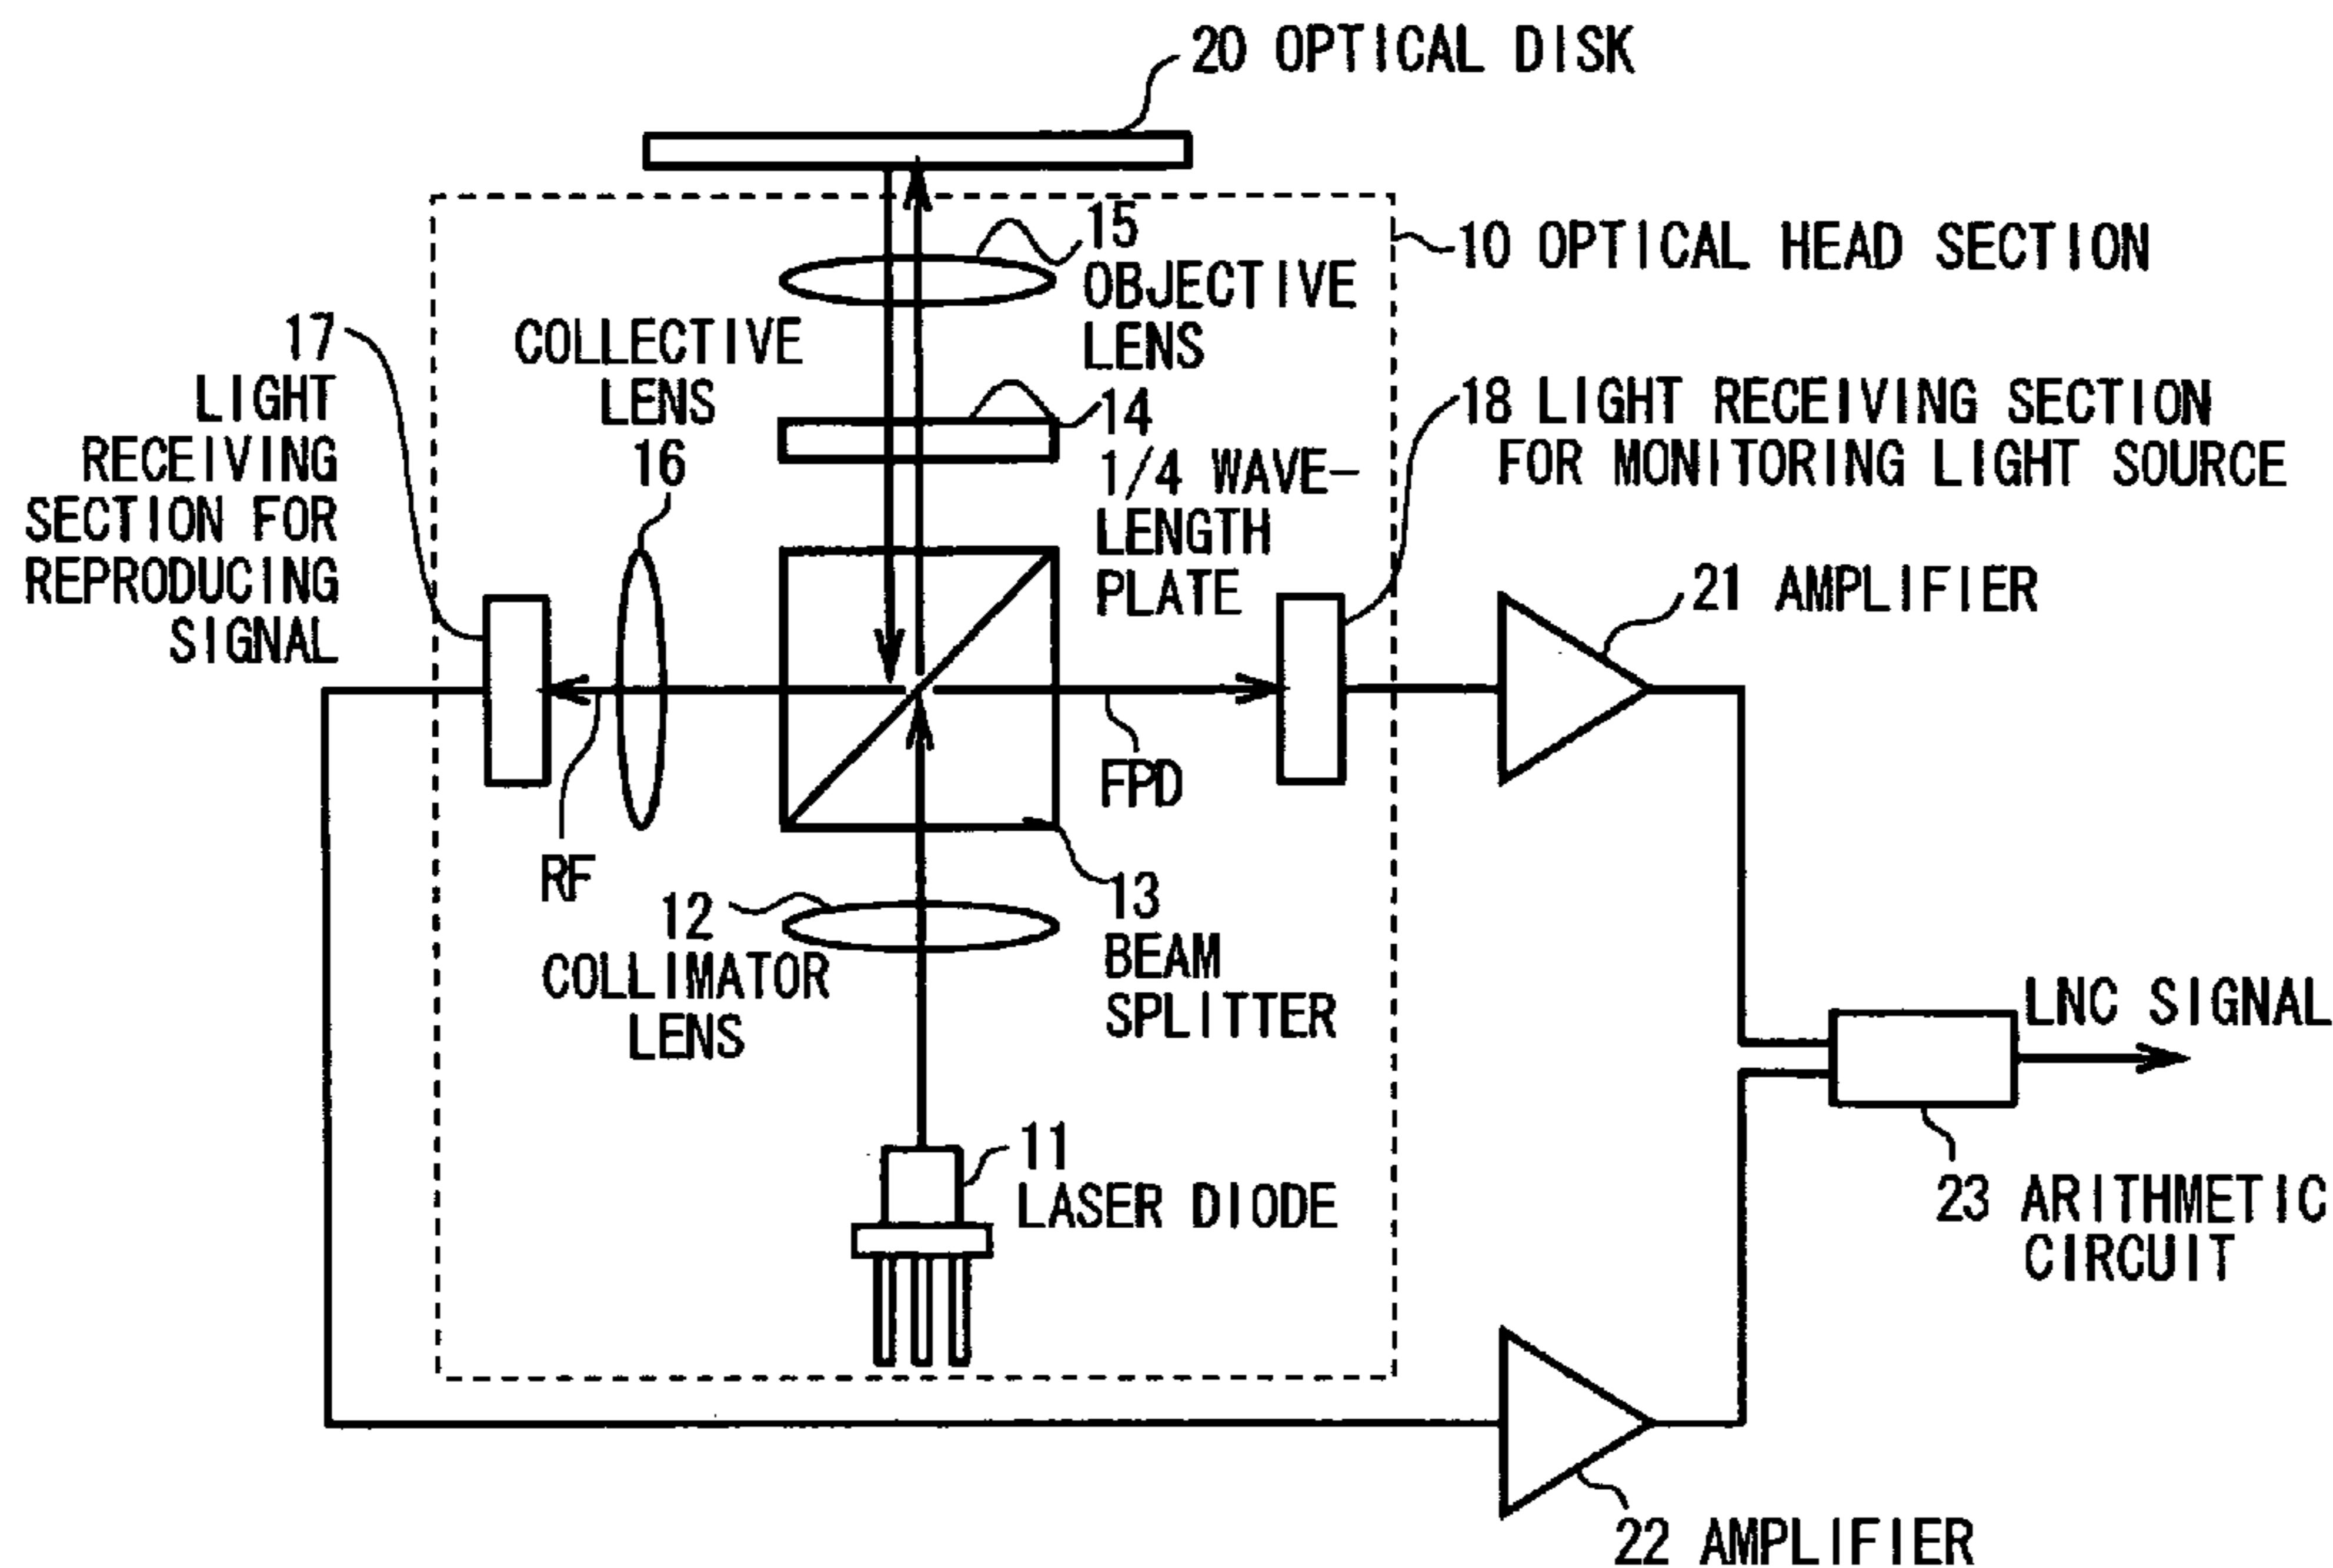 20 OPTICAL DISK
10 OPTICAL HEAD SECTION
15
OBJECTIVE
LENS
17
LIGHT
RECEIVING
SECTION FOR
REPRODUCING
SIGNAL
COLLECTIVE
LENS
16
14
1/4 WAVE-
LENGTH
PLATE
18 LIGHT RECEIVING SECTION
FOR MONITORING LIGHT SOURCE
21 AMPLIFIER
FPD
RF
12
COLLIMATOR
LENS
13
BEAM
SPLITTER
LNC SIGNAL
11
LASER DIODE
23 ARITHMETIC
CIRCUIT
22 AMPLIFIER